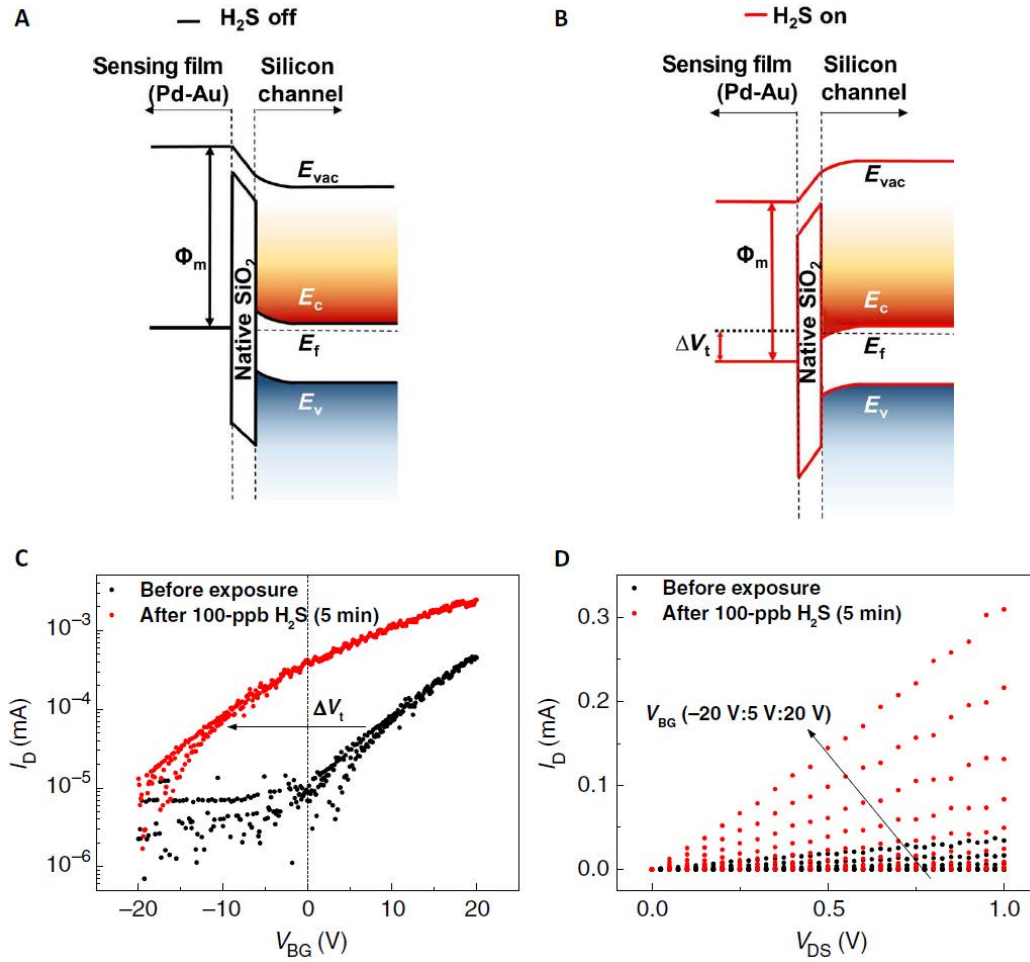 A
H₂S off
Sensing film
(Pd-Au)
Silicon
channel
E_vac
Φ_m
Native SiO₂
E_c
E_f
E_v
B
H₂S on
Sensing film
(Pd-Au)
Silicon
channel
E_vac
Φ_m
Native SiO₂
E_c
ΔV_t
E_f
E_v
C
Before exposure
After 100-ppb H₂S (5 min)
10⁻³
10⁻⁴
10⁻⁵
10⁻⁶
ΔV_t
I_D (mA)
−20
−10
0
10
20
V_BG (V)
D
Before exposure
After 100-ppb H₂S (5 min)
0.3
0.2
0.1
0.0
V_BG (−20 V:5 V:20 V)
I_D (mA)
0.0
0.5
1.0
V_DS (V)